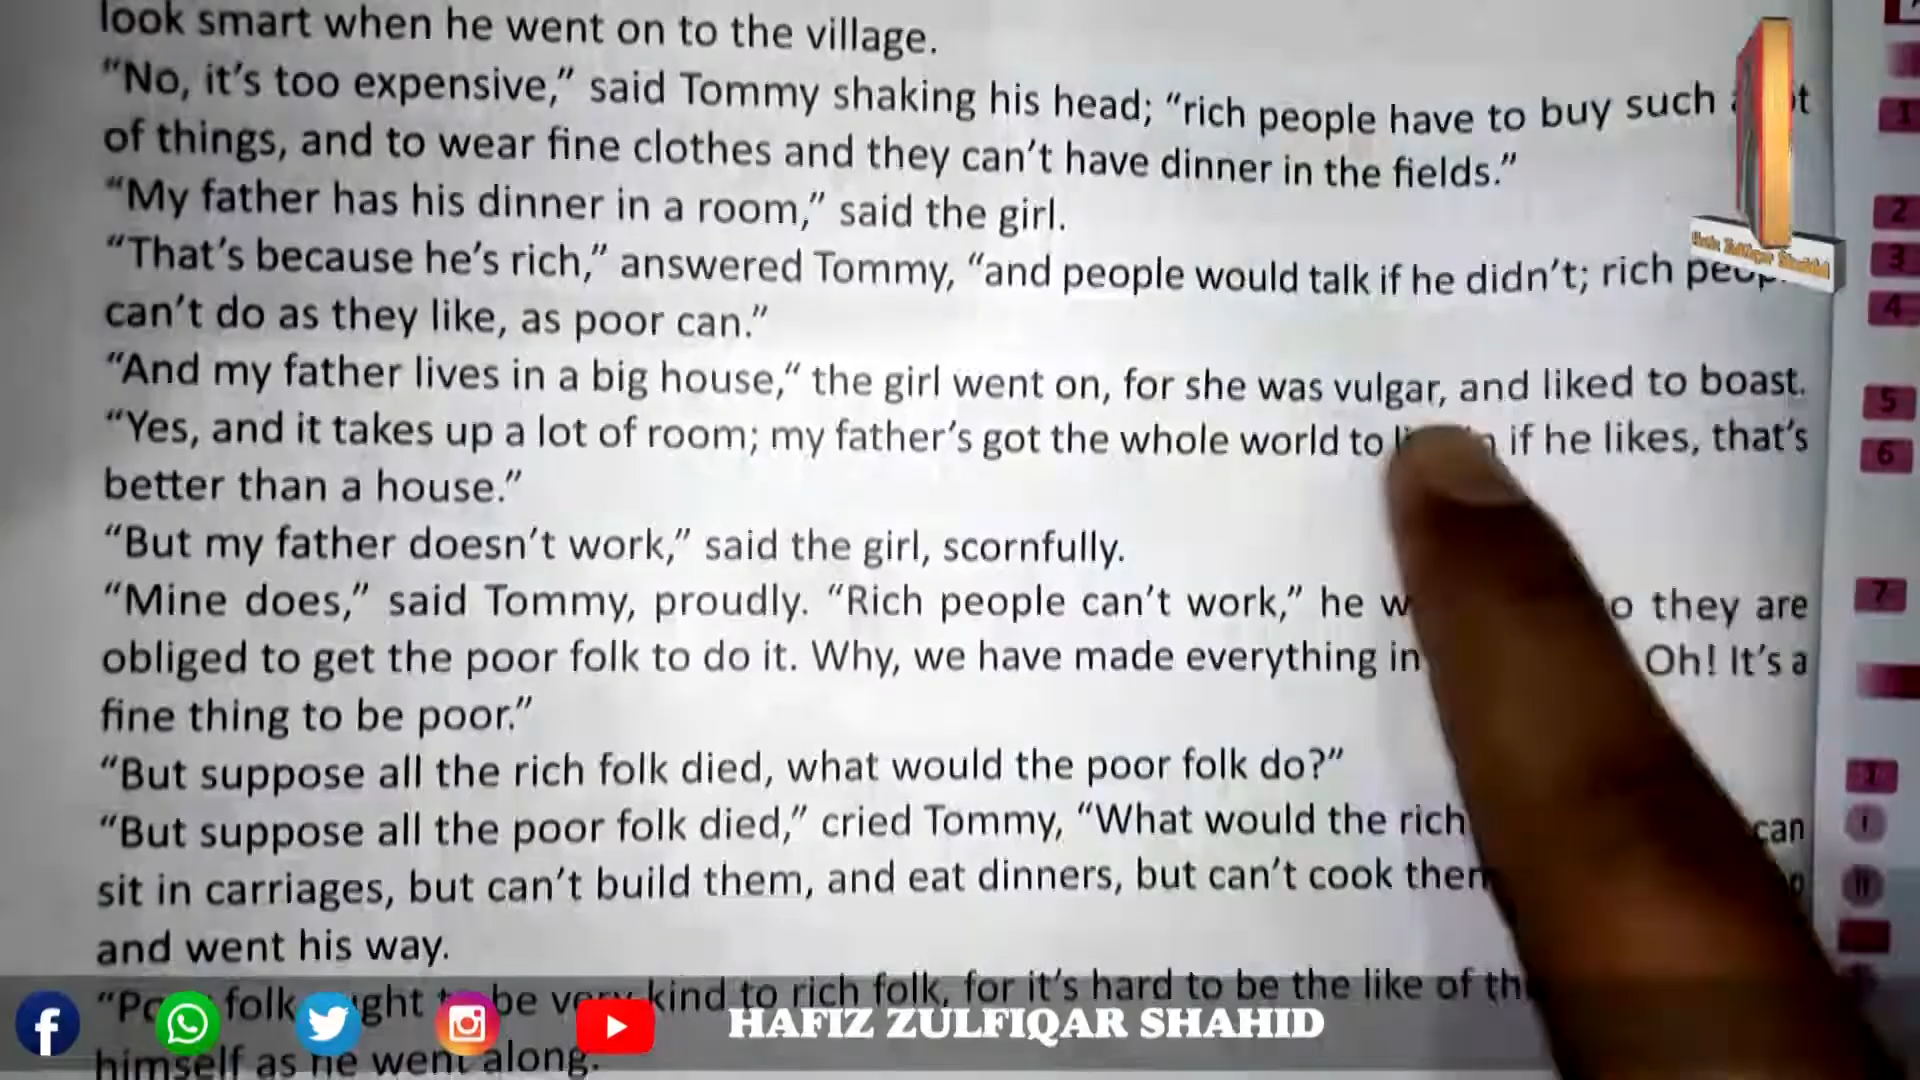 look smart when he went on to the village.
“No, it’s too expensive,” said Tommy shaking his head; “rich people have to buy such
of things, and to wear fine clothes and they can’t have dinner in the fields.”
“My father has his dinner in a room,” said the girl.
“That’s because he’s rich,” answered Tommy, “and people would talk if he didn’t; rich
can’t do as they like, as poor can.”
“And my father lives in a big house,“ the girl went on, for she was vulgar, and liked to boast.
“Yes, and it takes up a lot of room; my father’s got the whole world to if he likes, that’s
better than a house.”
“But my father doesn’t work,” said the girl, scornfully.
“Mine does,” said Tommy, proudly. “Rich people can’t work,” he they are
obliged to get the poor folk to do it. Why, we have made everything in Oh! It’s a
fine thing to be poor.”
“But suppose all the rich folk died, what would the poor folk do?”
“But suppose all the poor folk died,” cried Tommy, “What would the rich can
sit in carriages, but can’t build them, and eat dinners, but can’t cook
and went his way.
folk be very kind to rich folk, for it’s hard to be the like of
himself as he went along.
HAFIZ ZULFIQAR SHAHID
Hafiz Zulfiqar Shahid
1
2
3
4
5
6
7
I
I
II